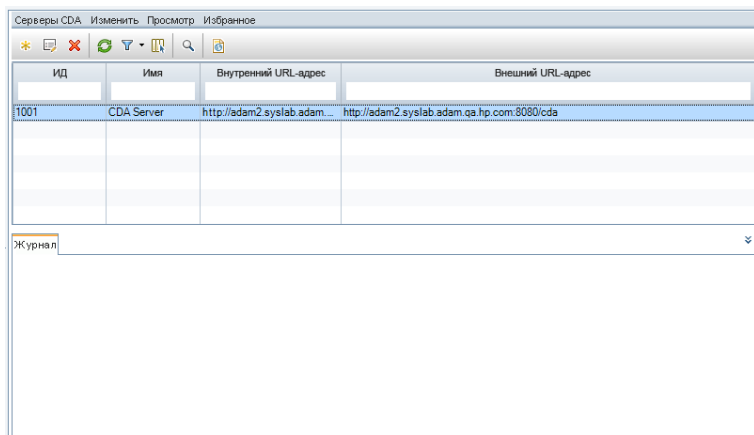 Серверы CDA Изменить Просмотр Избранное
ИД Имя Внутренний URL-адрес Внешний URL-адрес
1001 CDA Server http://adam2.syslab.adam.... http://adam2.syslab.adam.qa.hp.com:8080/cda
Журнал